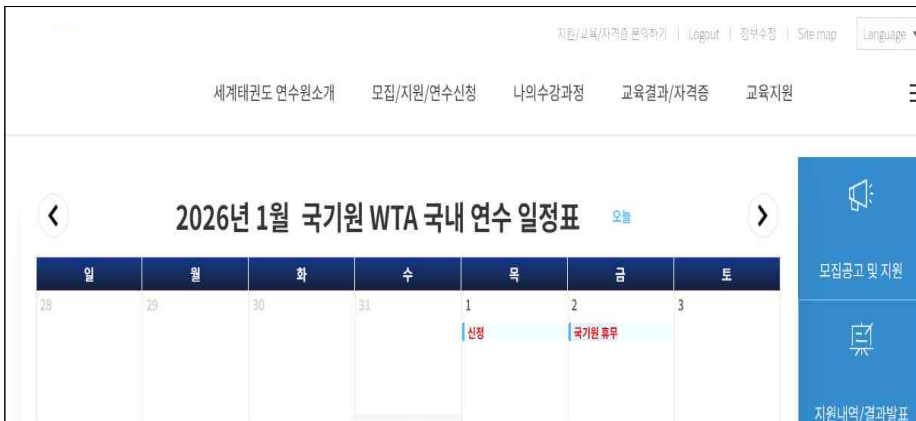 지원/교육/자격증 문의하기 | Logout | 정부수정 | Site map Language
세계태권도 연수원소개 모집/지원/연수신청 나의수강과정 교육결과/자격증 교육지원
2026년 1월 국기원 WTA 국내 연수 일정표 오늘
일 월 화 수 목 금 토
28 29 30 31 1 2 3
신정 국기원 휴무
모집공고 및 지원
지원내역/결과발표